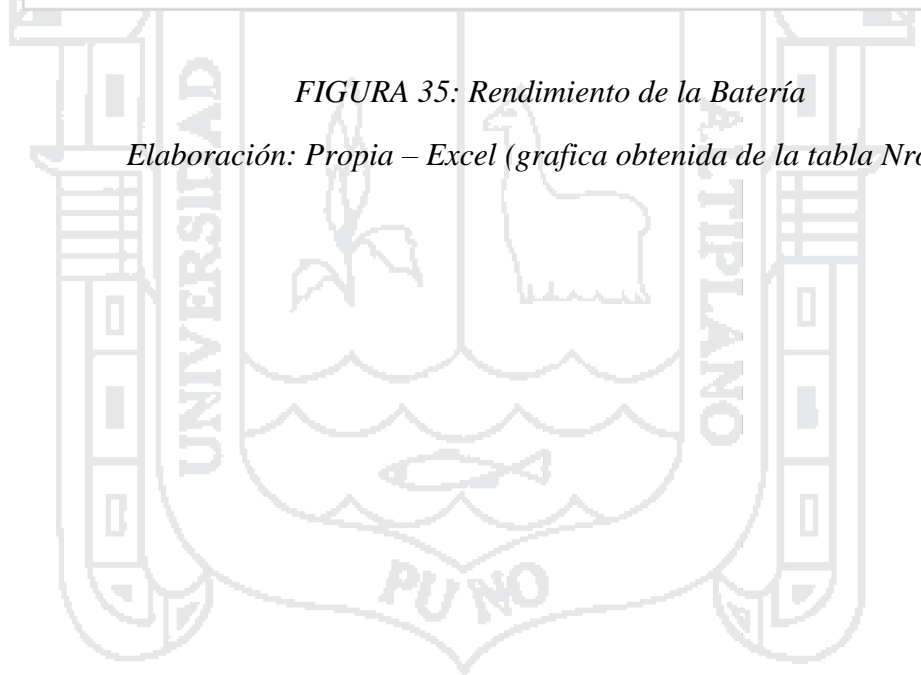 FIGURA 35: Rendimiento de la Batería
Elaboración: Propia – Excel (grafica obtenida de la tabla Nro
UNIVERSIDAD
ALTIPLANO
PUNO